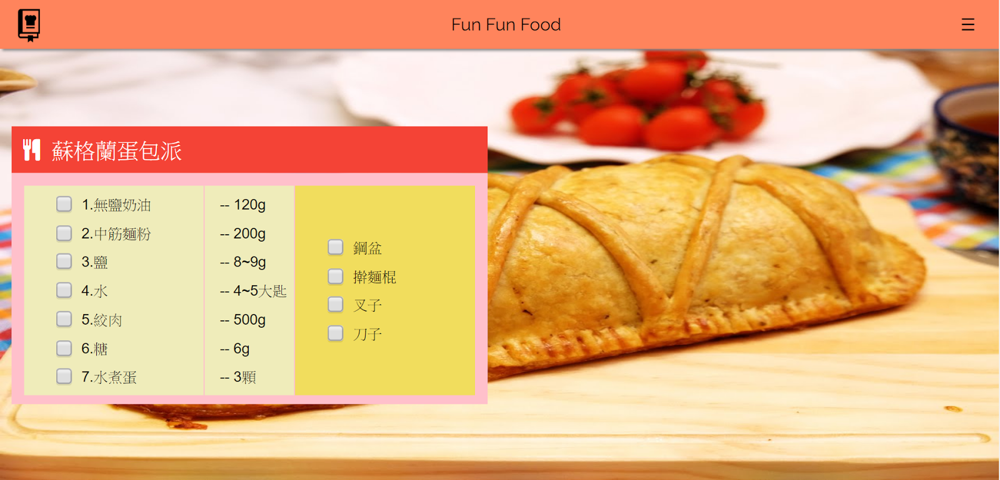 Fun Fun Food
蘇格蘭蛋包派
1.無鹽奶油 -- 120g
2.中筋麵粉 -- 200g
3.鹽 -- 8~9g
4.水 -- 4~5大匙
5.絞肉 -- 500g
6.糖 -- 6g
7.水煮蛋 -- 3顆
鋼盆
擀麵棍
叉子
刀子